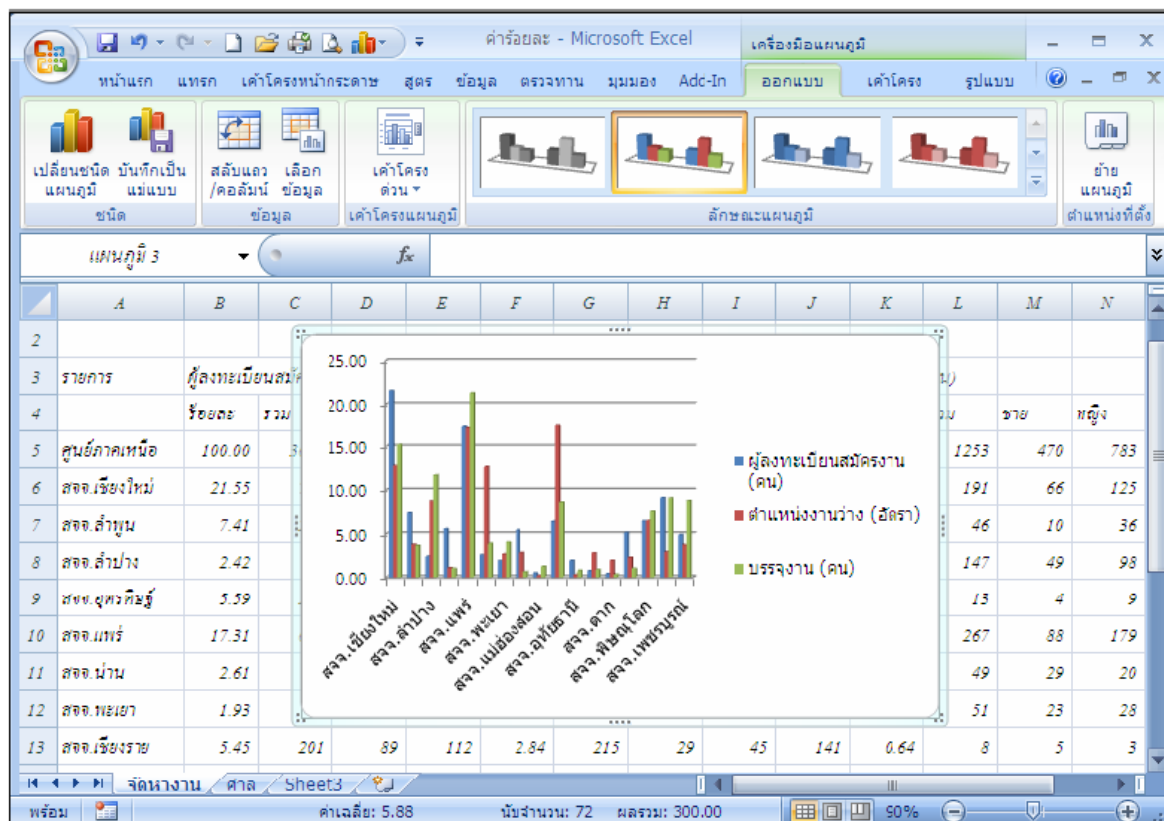 ค่าร้อยละ - Microsoft Excel
เครื่องมือแผนภูมิ
หน้าแรก แทรก เค้าโครงหน้ากระดาษ สูตร ข้อมูล ตรวจทาน มุมมอง Adc-In ออกแบบ เค้าโครง รูปแบบ
เปลี่ยนชนิด บันทึกเป็น สลับแถว เลือก เค้าโครง ย้าย
แผนภูมิ แม่แบบ /คอลัมน์ ข้อมูล ด่วน แผนภูมิ
ชนิด ข้อมูล เค้าโครงแผนภูมิ ลักษณะแผนภูมิ ตำแหน่งที่ตั้ง
แผนภูมิ 3 fx
A B C D E F G H I J K L M N
2
3 รายการ
4 ร้อยละ รวม ชาย หญิง
5 ศูนย์ภาคเหนือ 100.00 1253 470 783
6 สจจ.เชียงใหม่ 21.55 191 66 125
7 สจจ.ลำพูน 7.41 46 10 36
8 สจจ.ลำปาง 2.42 147 49 98
9 สจจ.อุตรดิษฐ์ 5.59 13 4 9
10 สจจ.แพร่ 17.31 267 88 179
11 สจจ.น่าน 2.61 49 29 20
12 สจจ.พะเยา 1.93 51 23 28
13 สจจ.เชียงราย 5.45 201 89 112 2.84 215 29 45 141 0.64 8 5 3
25.00
20.00
15.00
10.00
5.00
0.00
สจจ.เชียงใหม่
สจจ.ลำปาง
สจจ.แพร่
สจจ.พะเยา
สจจ.แม่ฮ่องสอน
สจจ.อุทัยธานี
สจจ.ตาก
สจจ.พิษณุโลก
สจจ.เพชรบูรณ์
ผู้ลงทะเบียนสมัครงาน
(คน)
ตำแหน่งงานว่าง (อัตรา)
บรรจุงาน (คน)
จัดหางาน ศาล Sheet3
พร้อม ค่าเฉลี่ย: 5.88 นับจำนวน: 72 ผลรวม: 300.00 90%